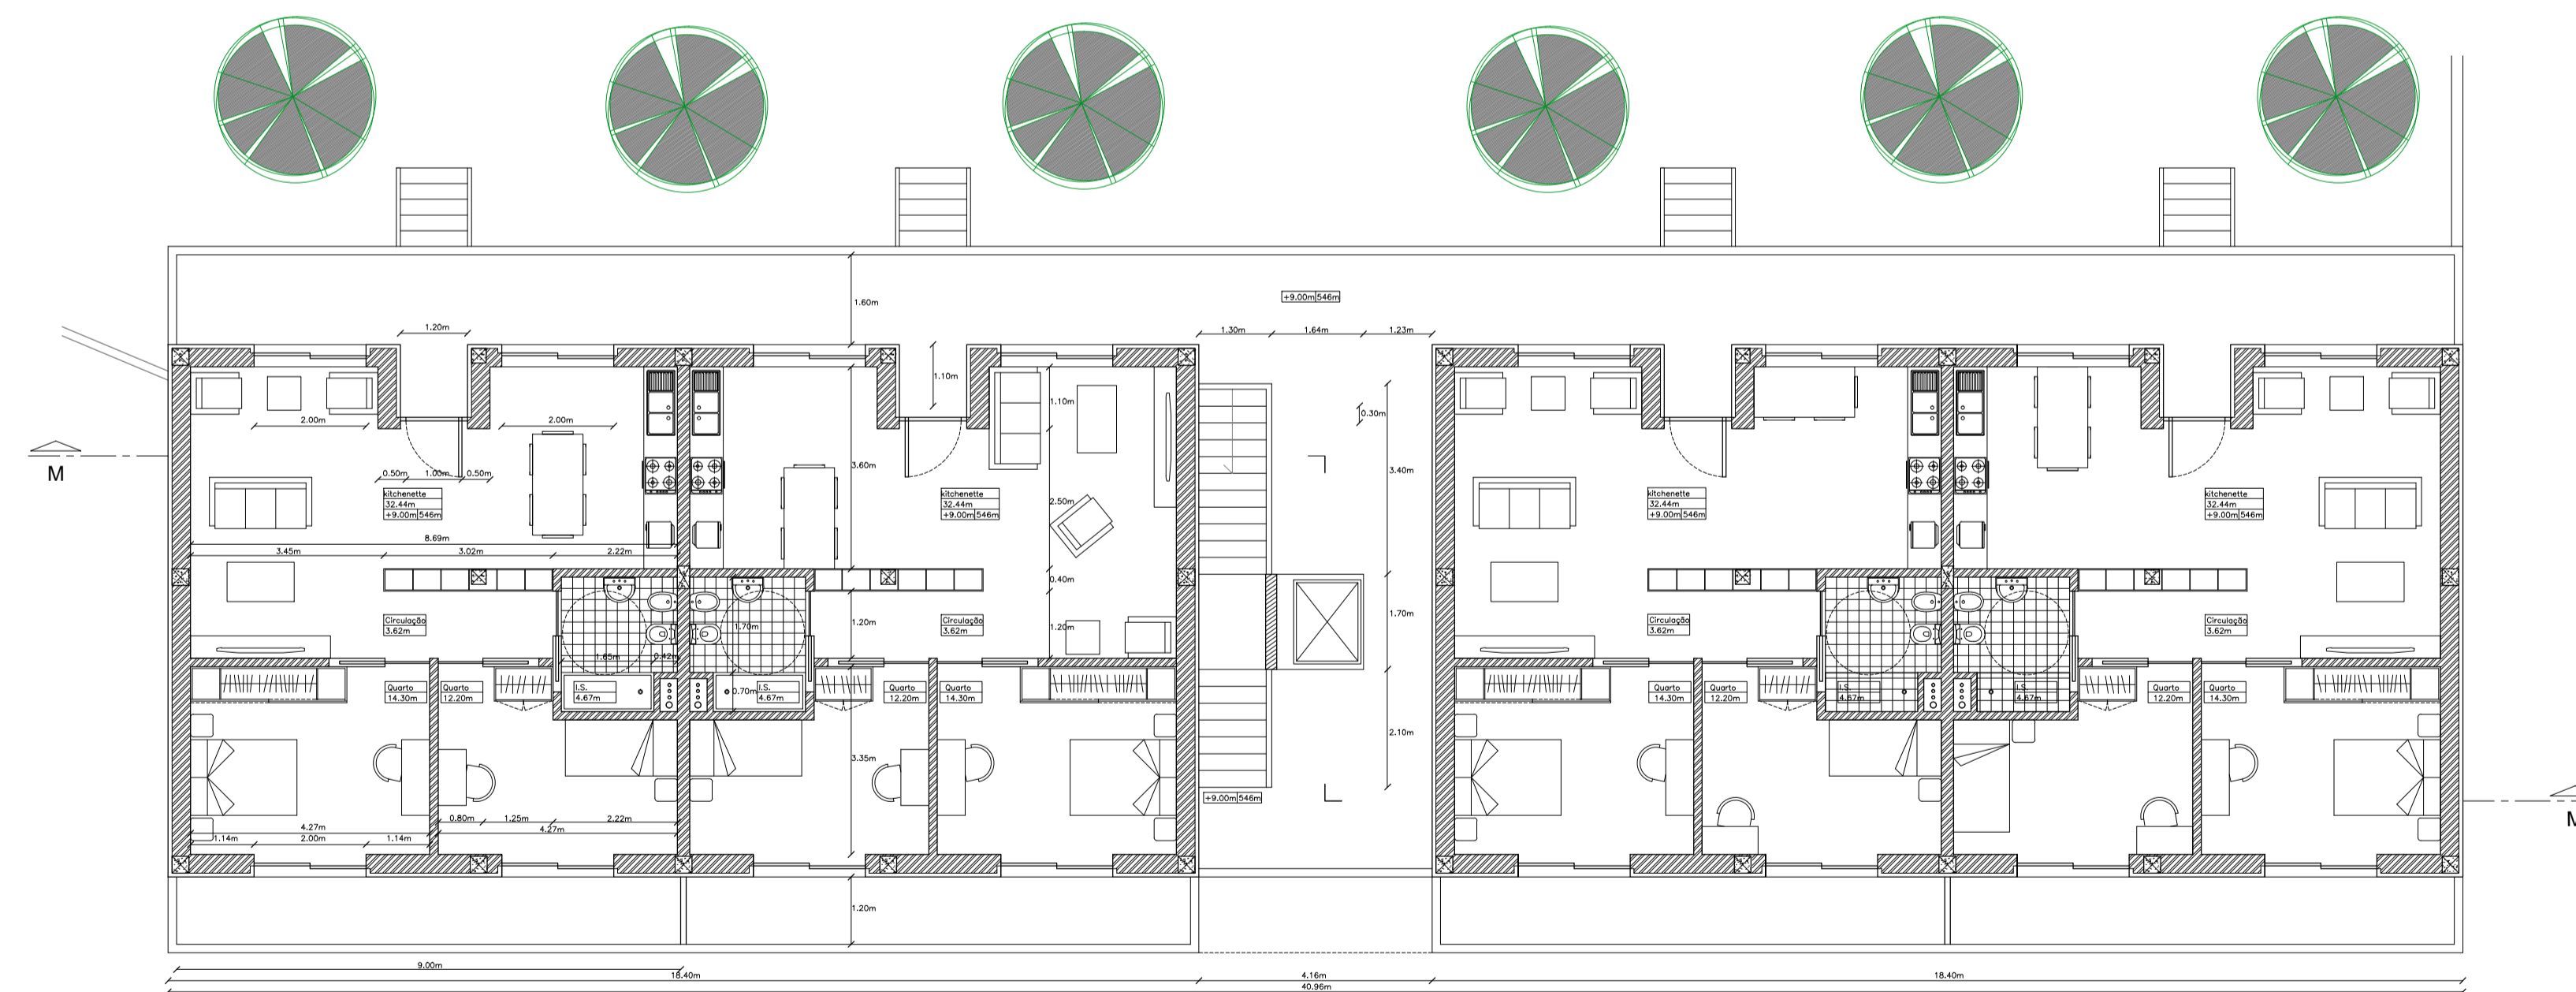 1.60m
+9.00m|546m
1.20m
1.30m
1.64m
1.23m
1.10m
2.00m
2.00m
1.10m
0.30m
M
0.50m
1.00m
0.50m
3.60m
3.40m
kitchenette
32.44m
+9.00m|546m
kitchenette
32.44m
+9.00m|546m
kitchenette
32.44m
+9.00m|546m
kitchenette
32.44m
+9.00m|546m
2.50m
8.69m
3.45m
3.02m
2.22m
0.40m
Circulação
3.62m
1.70m
1.20m
Circulação
3.62m
1.20m
1.70m
Circulação
3.62m
Circulação
3.62m
1.65m
0.42m
Quarto
14.30m
Quarto
12.20m
I.S.
4.67m
0.70m
I.S.
4.67m
Quarto
12.20m
Quarto
14.30m
Quarto
14.30m
Quarto
12.20m
I.S.
4.67m
I.S.
4.67m
Quarto
12.20m
Quarto
14.30m
2.10m
3.35m
+9.00m|546m
M
0.80m
1.25m
2.22m
4.27m
4.27m
1.14m
2.00m
1.14m
1.20m
9.00m
18.40m
4.16m
18.40m
40.96m